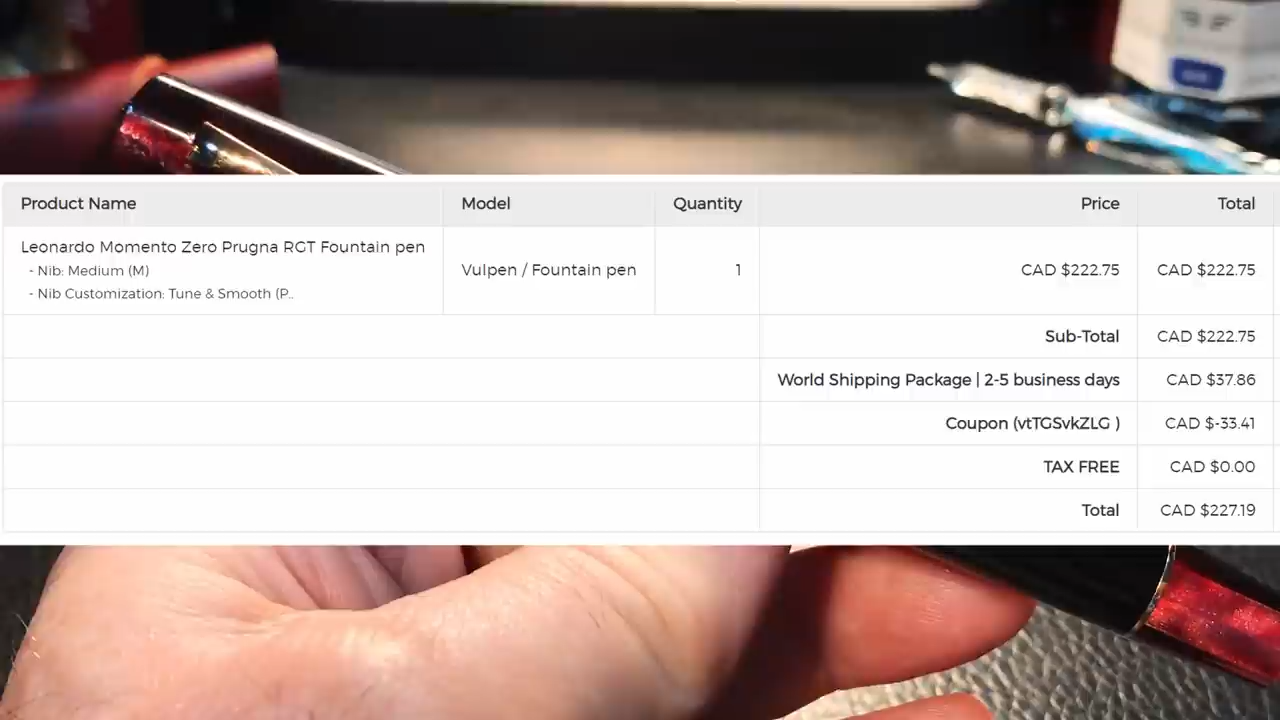 Product Name Model Quantity Price Total
Leonardo Momento Zero Prugna RGT Fountain pen
- Nib: Medium (M)
- Nib Customization: Tune & Smooth (P..
Vulpen / Fountain pen 1 CAD $222.75 CAD $222.75
Sub-Total CAD $222.75
World Shipping Package | 2-5 business days CAD $37.86
Coupon (vtTGSvkZLG ) CAD $-33.41
TAX FREE CAD $0.00
Total CAD $227.19